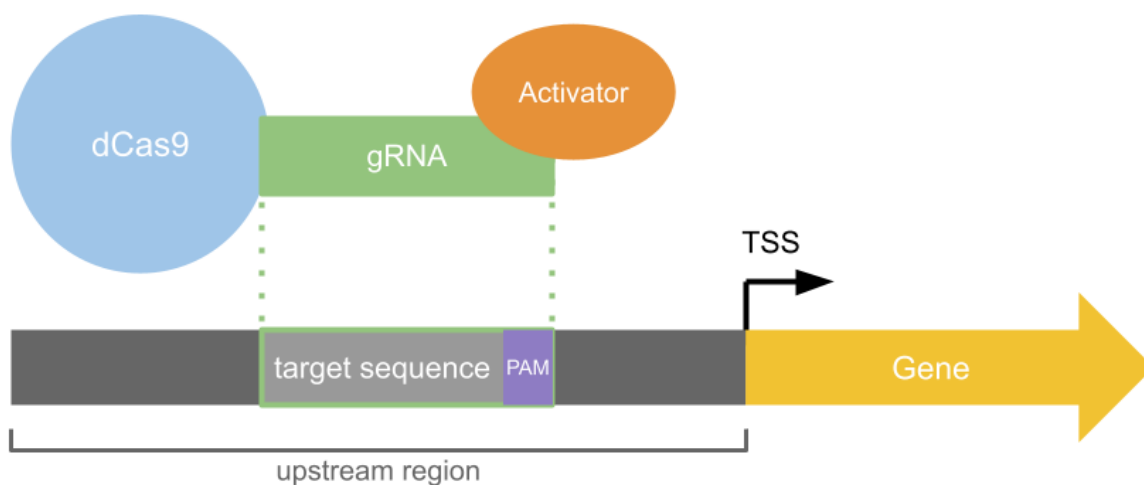 dCas9
gRNA
Activator
TSS
target sequence
PAM
Gene
upstream region